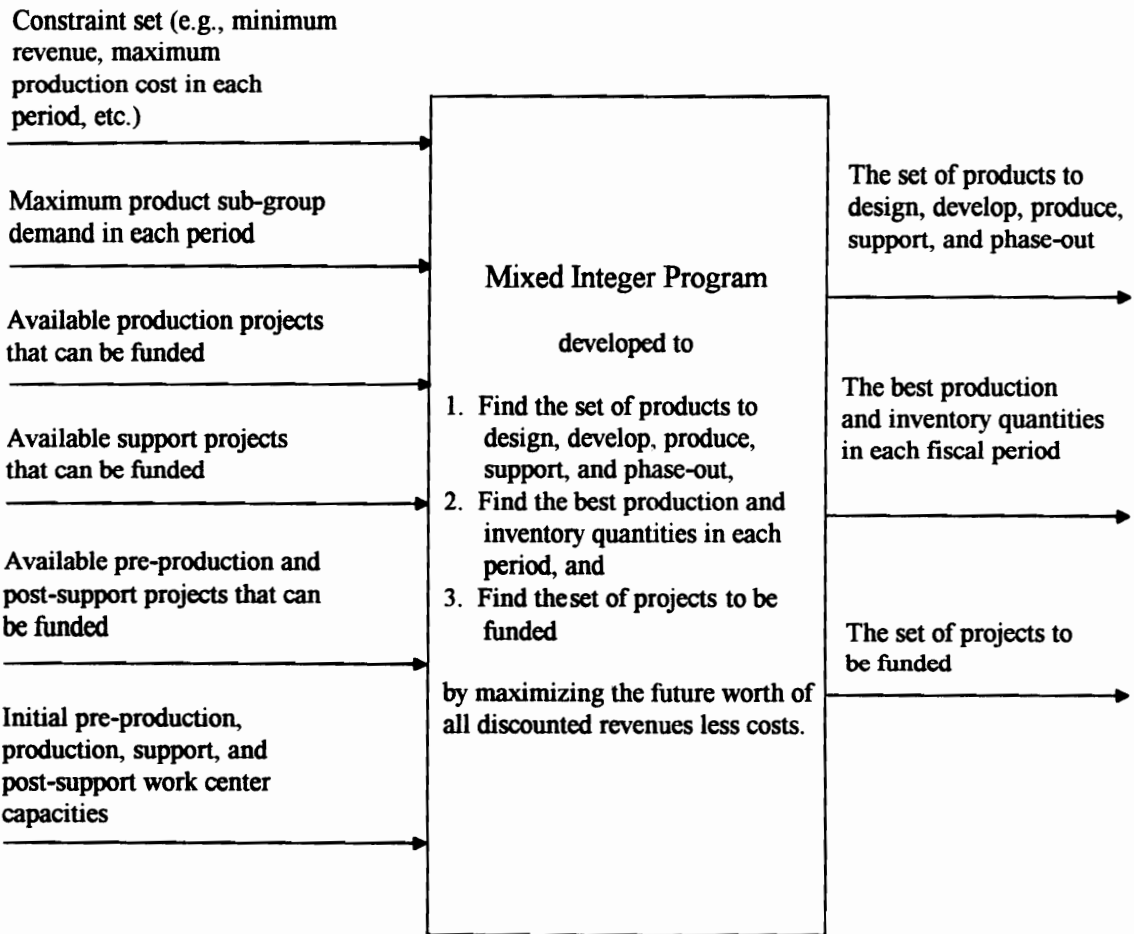 Constraint set (e.g., minimum
revenue, maximum
production cost in each
period, etc.)
Maximum product sub-group
demand in each period
Available production projects
that can be funded
Available support projects
that can be funded
Available pre-production and
post-support projects that can
be funded
Initial pre-production,
production, support, and
post-support work center
capacities
Mixed Integer Program
developed to
1. Find the set of products to
design, develop, produce,
support, and phase-out,
2. Find the best production and
inventory quantities in each
period, and
3. Find the set of projects to be
funded
by maximizing the future worth of
all discounted revenues less costs.
The set of products to
design, develop, produce,
support, and phase-out
The best production
and inventory quantities
in each fiscal period
The set of projects to
be funded